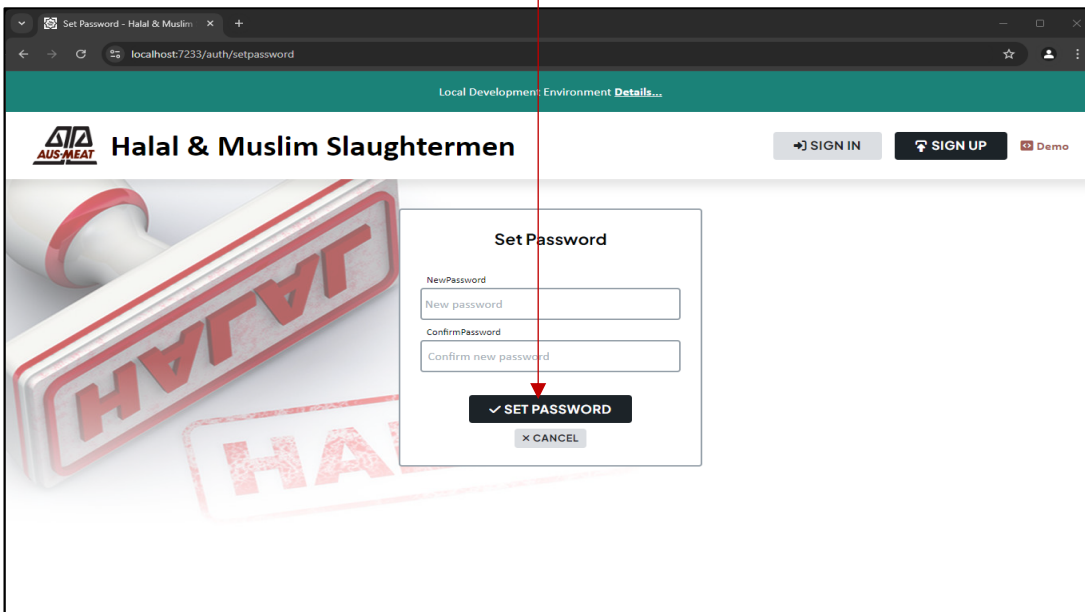 Set Password - Halal & Muslim
localhost:7233/auth/setpassword
Local Development Environment Details...
AUS-MEAT
Halal & Muslim Slaughtermen
SIGN IN
SIGN UP
Demo
HALAL
Set Password
NewPassword
New password
ConfirmPassword
Confirm new password
SET PASSWORD
CANCEL
HA